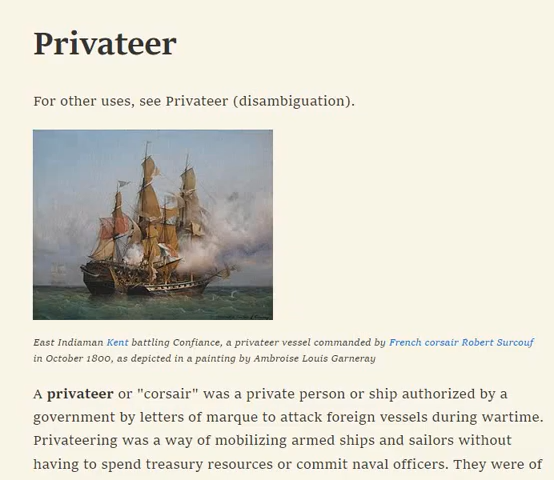 Privateer
For other uses, see Privateer (disambiguation).
East Indiaman Kent battling Confiance, a privateer vessel commanded by French corsair Robert Surcouf
in October 1800, as depicted in a painting by Ambroise Louis Garneray
A privateer or "corsair" was a private person or ship authorized by a
government by letters of marque to attack foreign vessels during wartime.
Privateering was a way of mobilizing armed ships and sailors without
having to spend treasury resources or commit naval officers. They were of